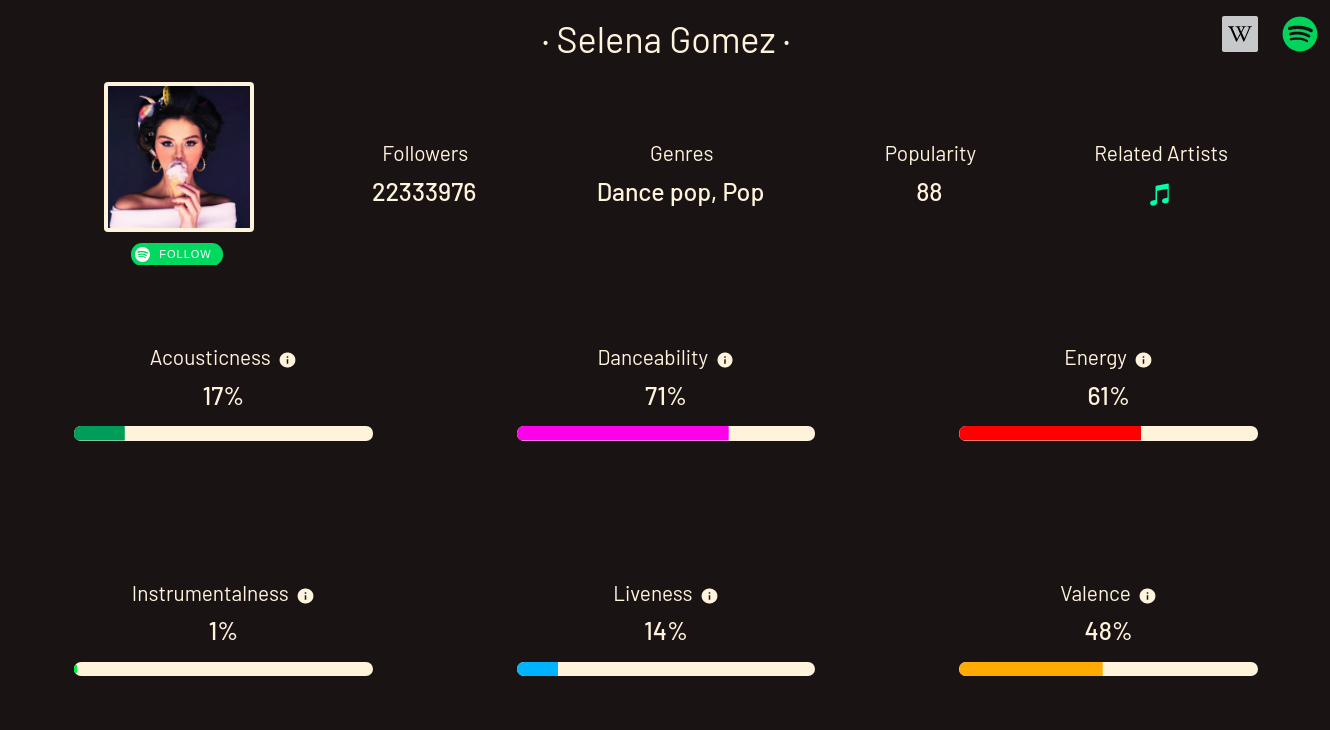 · Selena Gomez ·
W
Followers
22333976
Genres
Dance pop, Pop
Popularity
88
Related Artists
FOLLOW
Acousticness
17%
Danceability
71%
Energy
61%
Instrumentalness
1%
Liveness
14%
Valence
48%